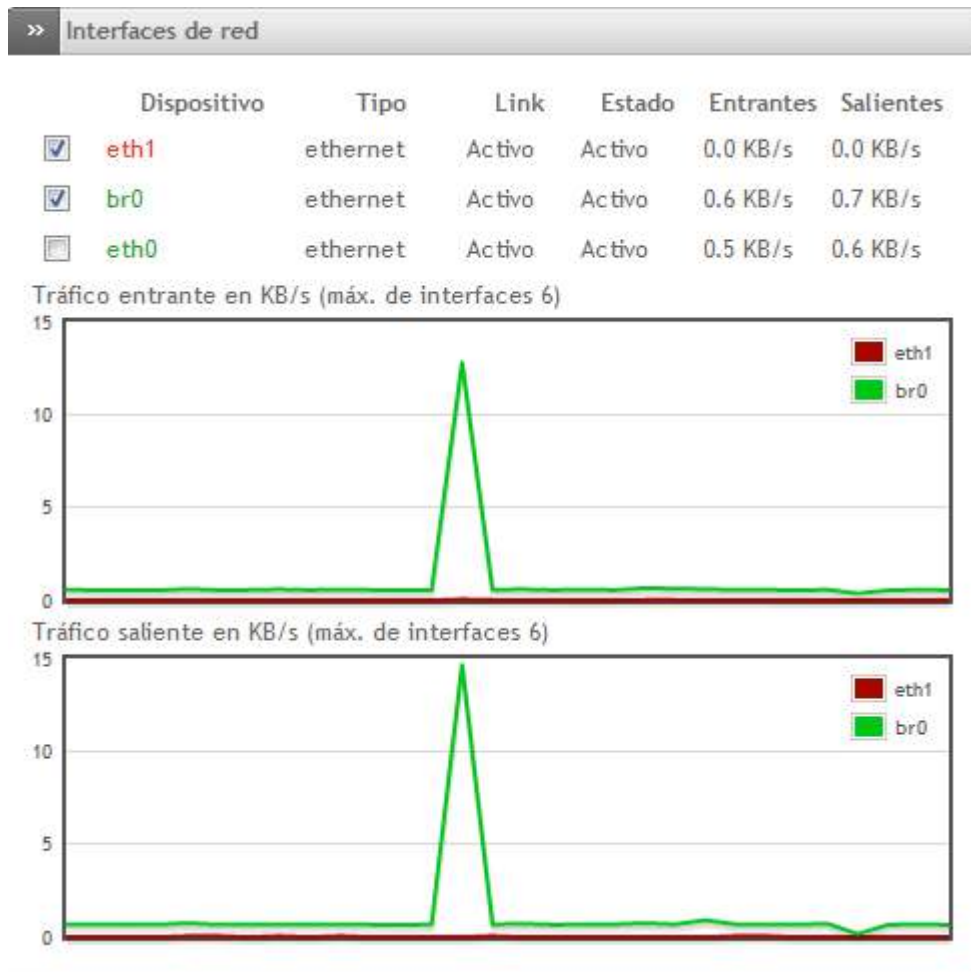 » Interfaces de red
Dispositivo Tipo Link Estado Entrantes Salientes
eth1 ethernet Activo Activo 0.0 KB/s 0.0 KB/s
br0 ethernet Activo Activo 0.6 KB/s 0.7 KB/s
eth0 ethernet Activo Activo 0.5 KB/s 0.6 KB/s
Tráfico entrante en KB/s (máx. de interfaces 6)
15
eth1
br0
10
5
0
Tráfico saliente en KB/s (máx. de interfaces 6)
15
eth1
br0
10
5
0